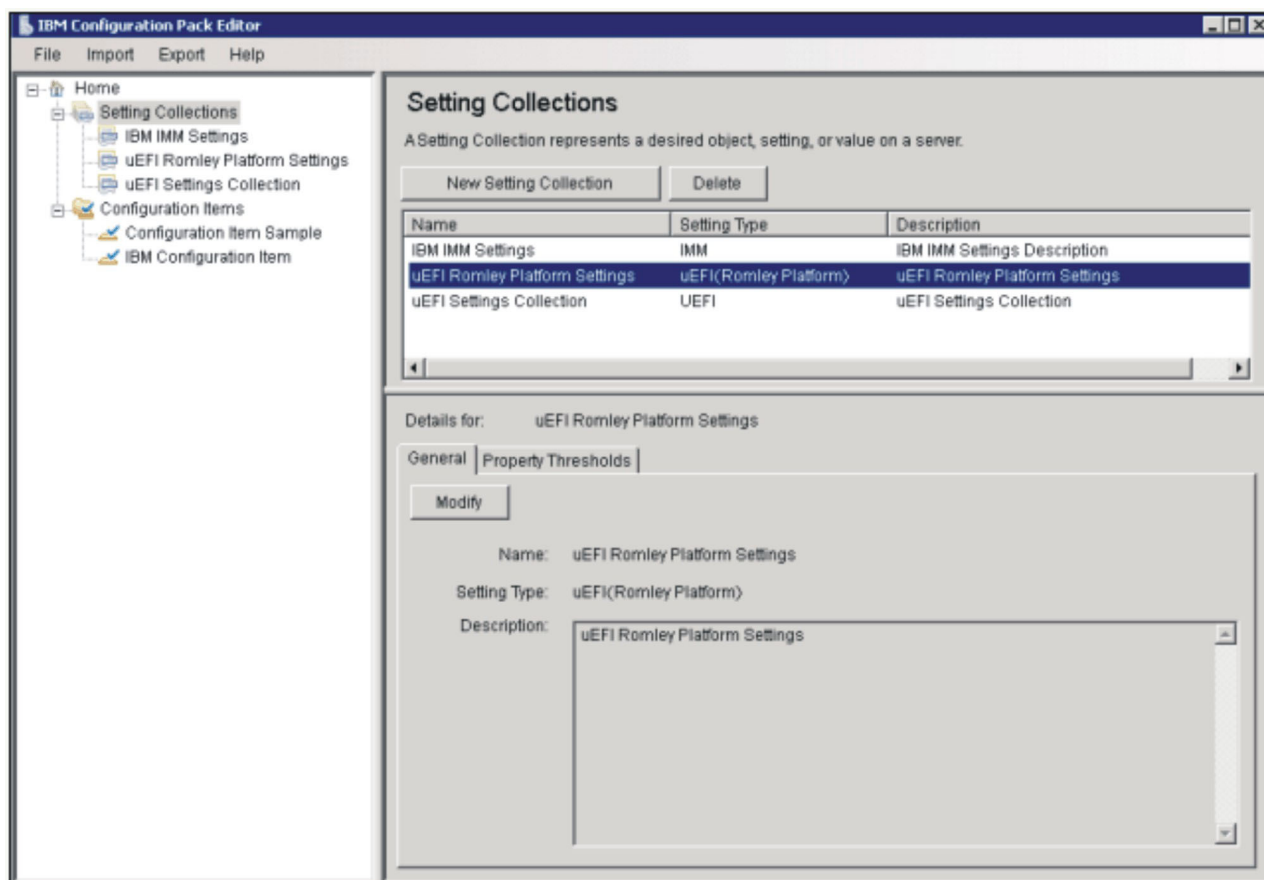 IBM Configuration Pack Editor
File Import Export Help
Home
Setting Collections
IBM IMM Settings
uEFI Romley Platform Settings
uEFI Settings Collection
Configuration Items
Configuration Item Sample
IBM Configuration Item
Setting Collections
A Setting Collection represents a desired object, setting, or value on a server.
New Setting Collection Delete
Name Setting Type Description
IBM IMM Settings IMM IBM IMM Settings Description
uEFI Romley Platform Settings uEFI(Romley Platform) uEFI Romley Platform Settings
uEFI Settings Collection UEFI uEFI Settings Collection
Details for: uEFI Romley Platform Settings
General Property Thresholds
Modify
Name: uEFI Romley Platform Settings
Setting Type: uEFI(Romley Platform)
Description: uEFI Romley Platform Settings